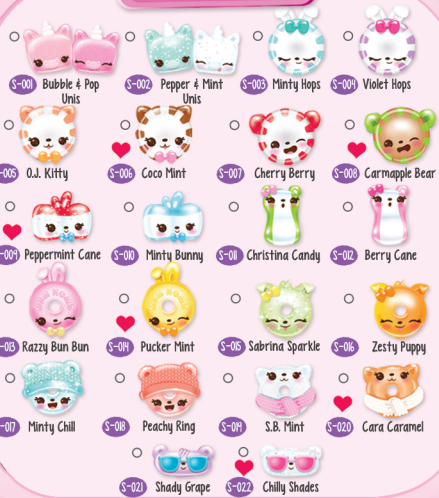 S-001 Bubble & Pop Unis
S-002 Pepper & Mint Unis
S-003 Minty Hops
S-004 Violet Hops
S-005 O.J. Kitty
S-006 Coco Mint
S-007 Cherry Berry
S-008 Carmapple Bear
S-009 Peppermint Cane
S-010 Minty Bunny
S-011 Christina Candy
S-012 Berry Cane
S-013 Razzy Bun Bun
S-014 Pucker Mint
S-015 Sabrina Sparkle
S-016 Zesty Puppy
S-017 Minty Chill
S-018 Peachy Ring
S-019 S.B. Mint
S-020 Cara Caramel
S-021 Shady Grape
S-022 Chilly Shades